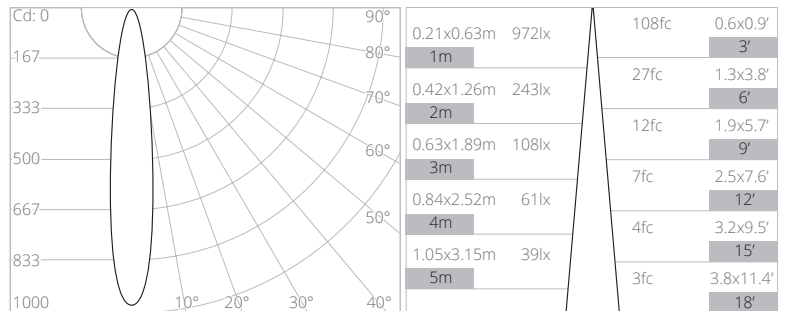 Cd: 0
90°
167
80°
333
70°
500
60°
667
50°
833
1000
10°
20°
30°
40°
0.21x0.63m 972lx
1m
0.42x1.26m 243lx
2m
0.63x1.89m 108lx
3m
0.84x2.52m 61lx
4m
1.05x3.15m 39lx
5m
108fc 0.6x0.9’
3’
27fc 1.3x3.8’
6’
12fc 1.9x5.7’
9’
7fc 2.5x7.6’
12’
4fc 3.2x9.5’
15’
3fc 3.8x11.4’
18’